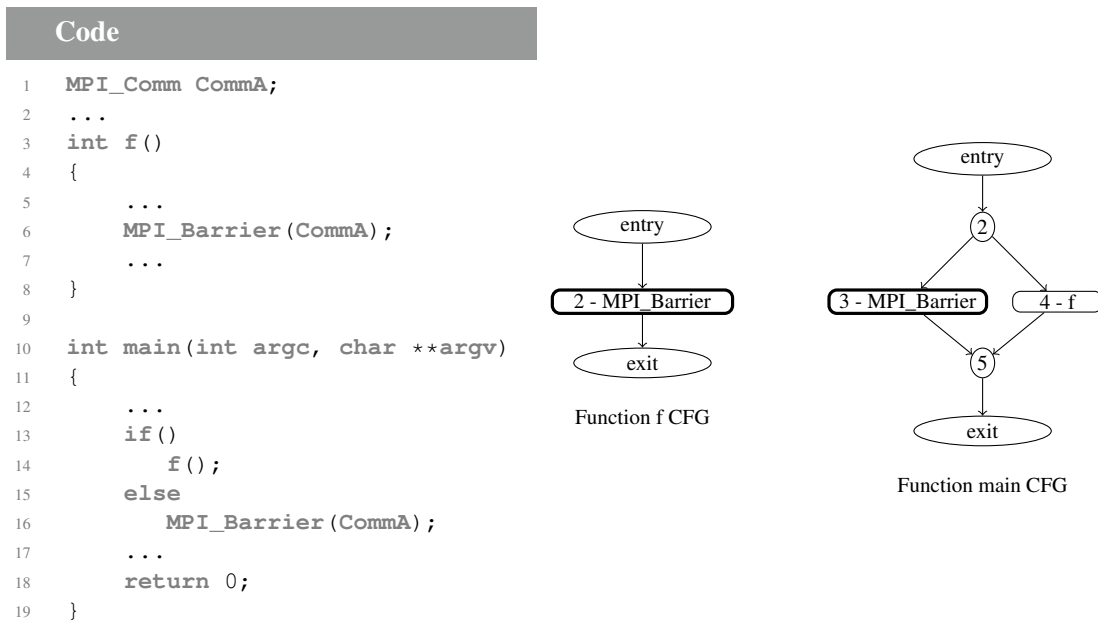 Code
1 MPI_Comm CommA;
2 ...
3 int f()
4 {
5 ...
6 MPI_Barrier(CommA);
7 ...
8 }
9
10 int main(int argc, char **argv)
11 {
12 ...
13 if()
14 f();
15 else
16 MPI_Barrier(CommA);
17 ...
18 return 0;
19 }
entry
2 - MPI_Barrier
exit
Function f CFG
entry
2
3 - MPI_Barrier
4 - f
5
exit
Function main CFG